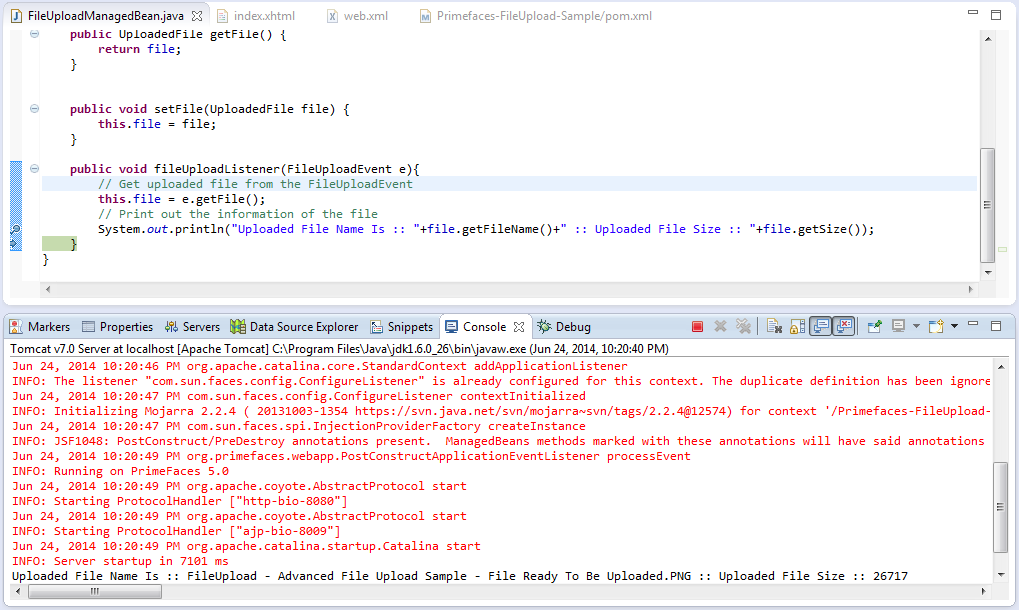 FileUploadManagedBean.java index.xhtml web.xml Primefaces-FileUpload-Sample/pom.xml
public UploadedFile getFile() {
return file;
}
public void setFile(UploadedFile file) {
this.file = file;
}
public void fileUploadListener(FileUploadEvent e){
// Get uploaded file from the FileUploadEvent
this.file = e.getFile();
// Print out the information of the file
System.out.println("Uploaded File Name Is :: "+file.getFileName()+" :: Uploaded File Size :: "+file.getSize());
}
}
Markers Properties Servers Data Source Explorer Snippets Console Debug
Tomcat v7.0 Server at localhost [Apache Tomcat] C:\Program Files\Java\jdk1.6.0_26\bin\javaw.exe (Jun 24, 2014, 10:20:40 PM)
Jun 24, 2014 10:20:46 PM org.apache.catalina.core.StandardContext addApplicationListener
INFO: The listener "com.sun.faces.config.ConfigureListener" is already configured for this context. The duplicate definition has been ignore
Jun 24, 2014 10:20:47 PM com.sun.faces.config.ConfigureListener contextInitialized
INFO: Initializing Mojarra 2.2.4 ( 20131003-1354 https://svn.java.net/svn/mojarra~svn/tags/2.2.4@12574) for context '/Primefaces-FileUpload-
Jun 24, 2014 10:20:47 PM com.sun.faces.spi.InjectionProviderFactory createInstance
INFO: JSF1048: PostConstruct/PreDestroy annotations present.  ManagedBeans methods marked with these annotations will have said annotations
Jun 24, 2014 10:20:49 PM org.primefaces.webapp.PostConstructApplicationEventListener processEvent
INFO: Running on PrimeFaces 5.0
Jun 24, 2014 10:20:49 PM org.apache.coyote.AbstractProtocol start
INFO: Starting ProtocolHandler ["http-bio-8080"]
Jun 24, 2014 10:20:49 PM org.apache.coyote.AbstractProtocol start
INFO: Starting ProtocolHandler ["ajp-bio-8009"]
Jun 24, 2014 10:20:49 PM org.apache.catalina.startup.Catalina start
INFO: Server startup in 7101 ms
Uploaded File Name Is :: FileUpload - Advanced File Upload Sample - File Ready To Be Uploaded.PNG :: Uploaded File Size :: 26717